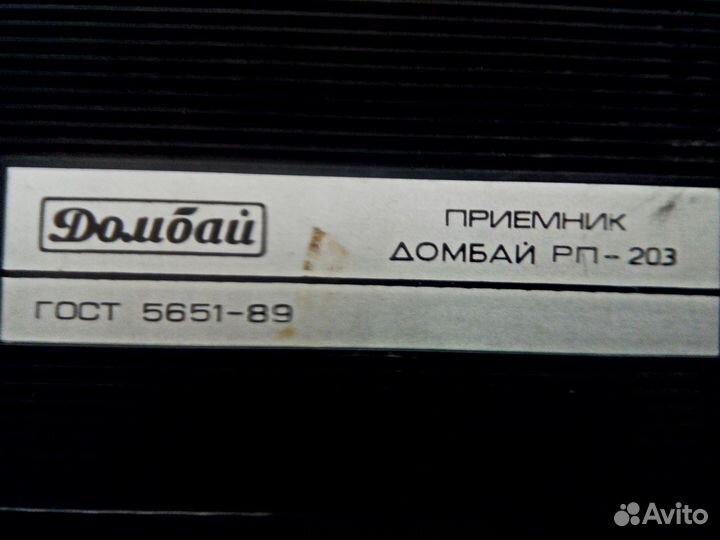 Домбай
ПРИЕМНИК
ДОМБАЙ РП-203
ГОСТ 5651-89
Avito